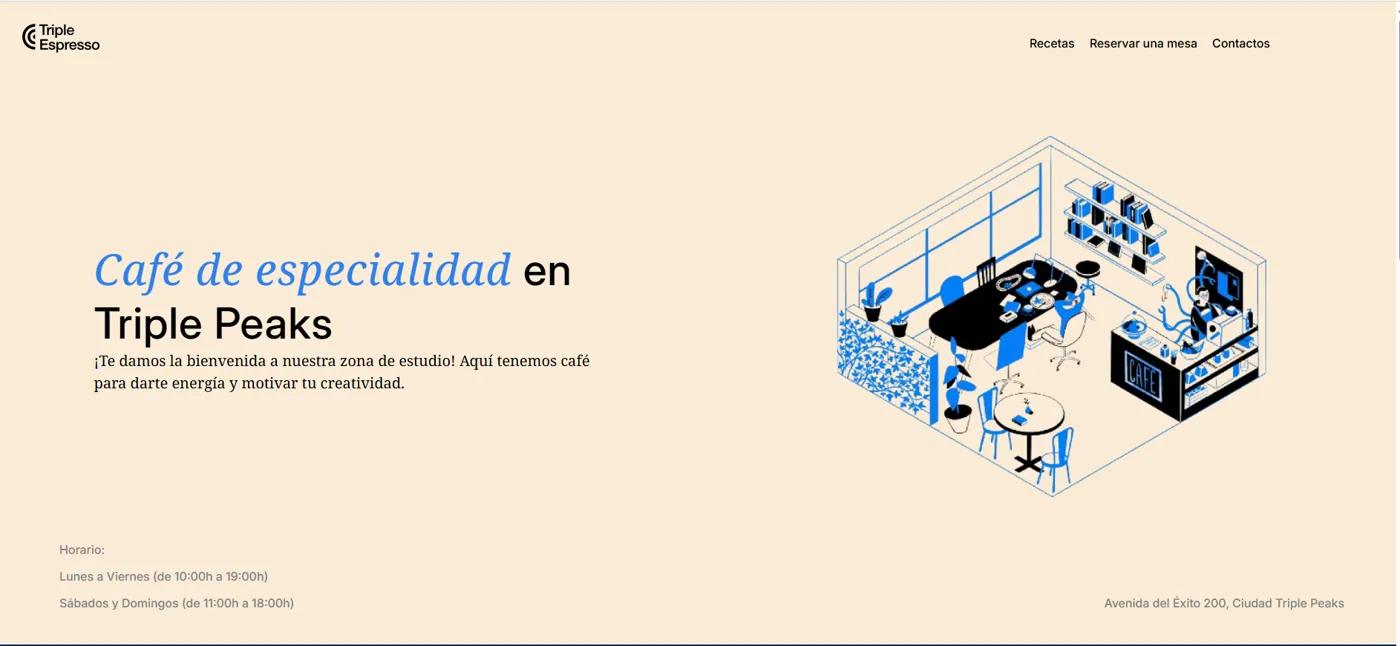 Triple
Espresso
Recetas Reservar una mesa Contactos
Café de especialidad en
Triple Peaks
¡Te damos la bienvenida a nuestra zona de estudio! Aquí tenemos café
para darte energía y motivar tu creatividad.
CAFE
Horario:
Lunes a Viernes (de 10:00h a 19:00h)
Sábados y Domingos (de 11:00h a 18:00h)
Avenida del Éxito 200, Ciudad Triple Peaks